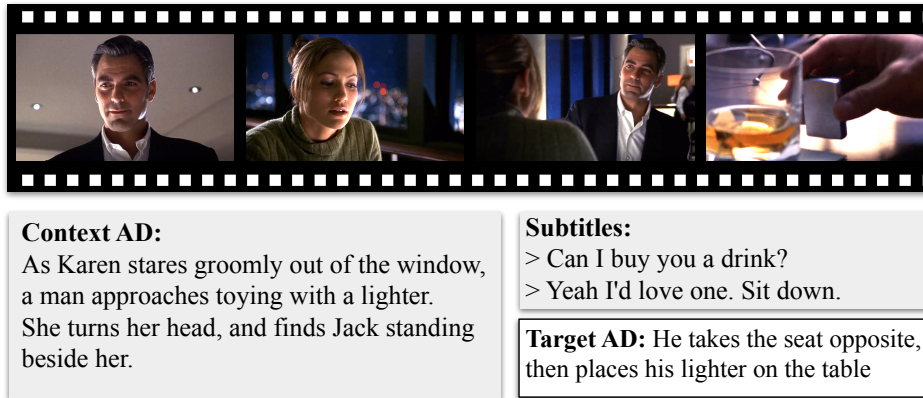 Context AD:
As Karen stares groomly out of the window,
a man approaches toying with a lighter.
She turns her head, and finds Jack standing
beside her.
Subtitles:
> Can I buy you a drink?
> Yeah I'd love one. Sit down.
Target AD: He takes the seat opposite,
then places his lighter on the table